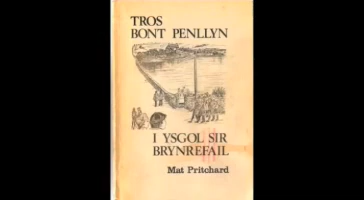 TROS
BONT PENLLYN
I YSGOL SIR
BRYNREFAIL
Mat Pritchard